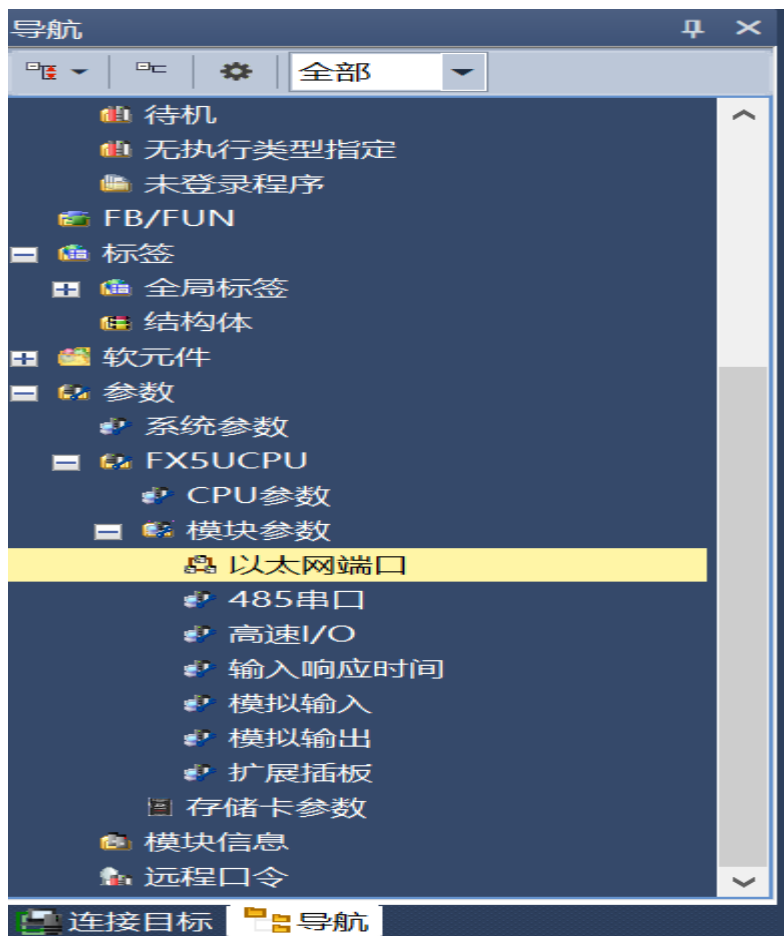 导航
全部
待机
无执行类型指定
未登录程序
FB/FUN
标签
全局标签
结构体
软元件
参数
系统参数
FX5UCPU
CPU参数
模块参数
以太网端口
485串口
高速I/O
输入响应时间
模拟输入
模拟输出
扩展插板
存储卡参数
模块信息
远程口令
连接目标 导航